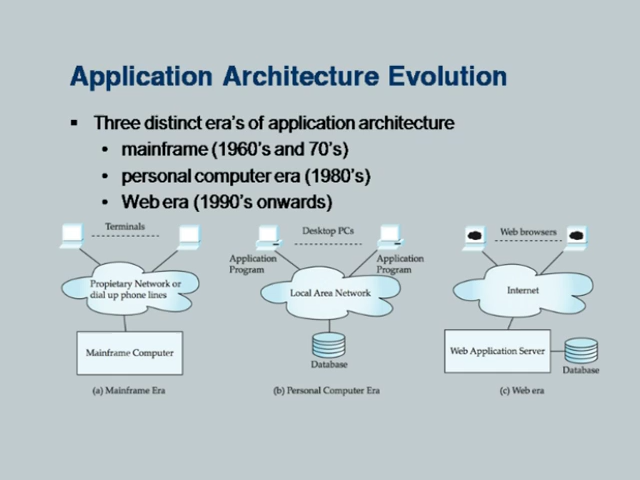 Application Architecture Evolution
▪ Three distinct era's of application architecture
• mainframe (1960's and 70's)
• personal computer era (1980's)
• Web era (1990's onwards)
Terminals
Propietary Network or
dial up phone lines
Mainframe Computer
(a) Mainframe Era
Desktop PCs
Application
Program
Application
Program
Local Area Network
Database
(b) Personal Computer Era
Web browsers
Internet
Web Application Server
Database
(c) Web era